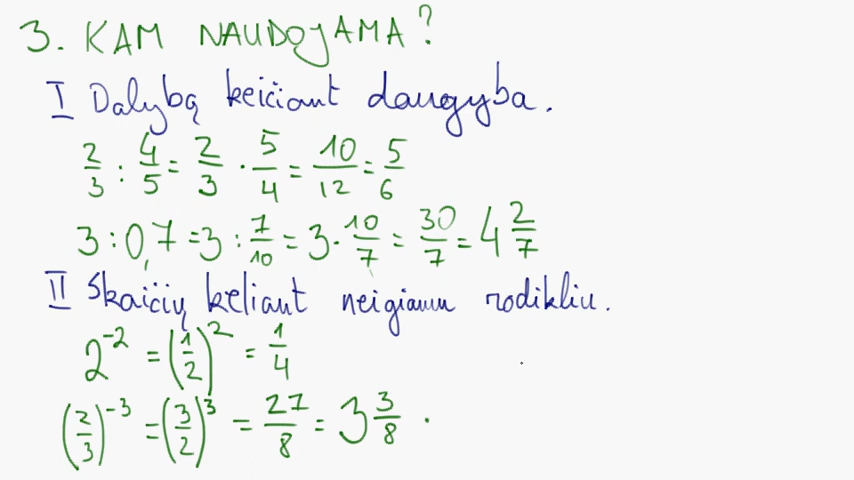 3. KAM NAUDOJAMA?
I Dalybą keičiant daugyba.
2/3 : 4/5 = 2/3 · 5/4 = 10/12 = 5/6
3 : 0,7 = 3 : 7/10 = 3 · 10/7 = 30/7 = 4 2/7
II Skaičių keliant neigiamu rodikliu.
2^-2 = (1/2)^2 = 1/4
(2/3)^-3 = (3/2)^3 = 27/8 = 3 3/8 .